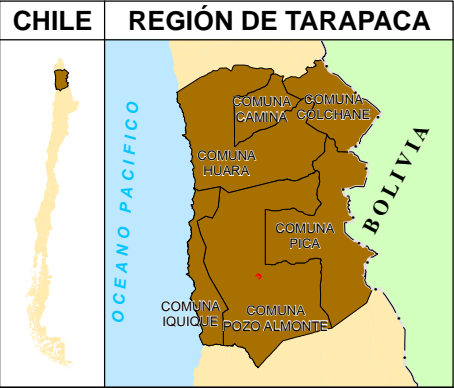 CHILE
REGIÓN DE TARAPACA
OCEANO PACIFICO
BOLIVIA
COMUNA
CAMINA
COMUNA
COLCHANE
COMUNA
HUARA
COMUNA
PICA
COMUNA
IQUIQUE
COMUNA
POZO ALMONTE